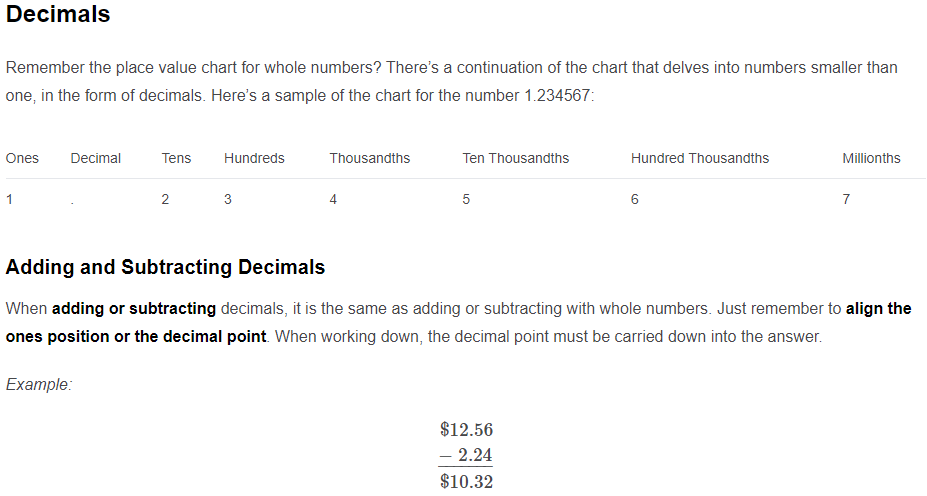 Decimals
Remember the place value chart for whole numbers? There’s a continuation of the chart that delves into numbers smaller than
one, in the form of decimals. Here’s a sample of the chart for the number 1.234567:
Ones Decimal Tens Hundreds Thousandths Ten Thousandths Hundred Thousandths Millionths
1 . 2 3 4 5 6 7
Adding and Subtracting Decimals
When adding or subtracting decimals, it is the same as adding or subtracting with whole numbers. Just remember to align the
ones position or the decimal point. When working down, the decimal point must be carried down into the answer.
Example:
$12.56
− 2.24
$10.32